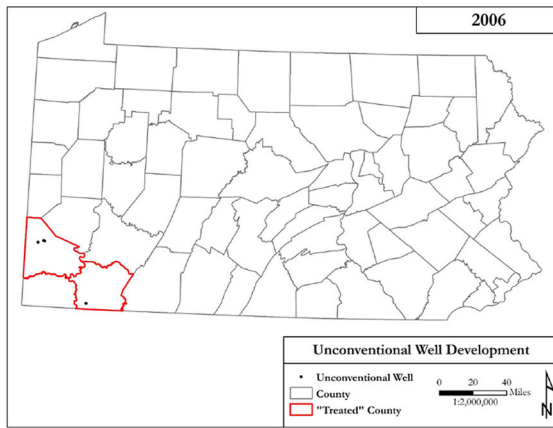 2006
Unconventional Well Development
Unconventional Well
County
"Treated" County
0 20 40
Miles
1:2,000,000
N